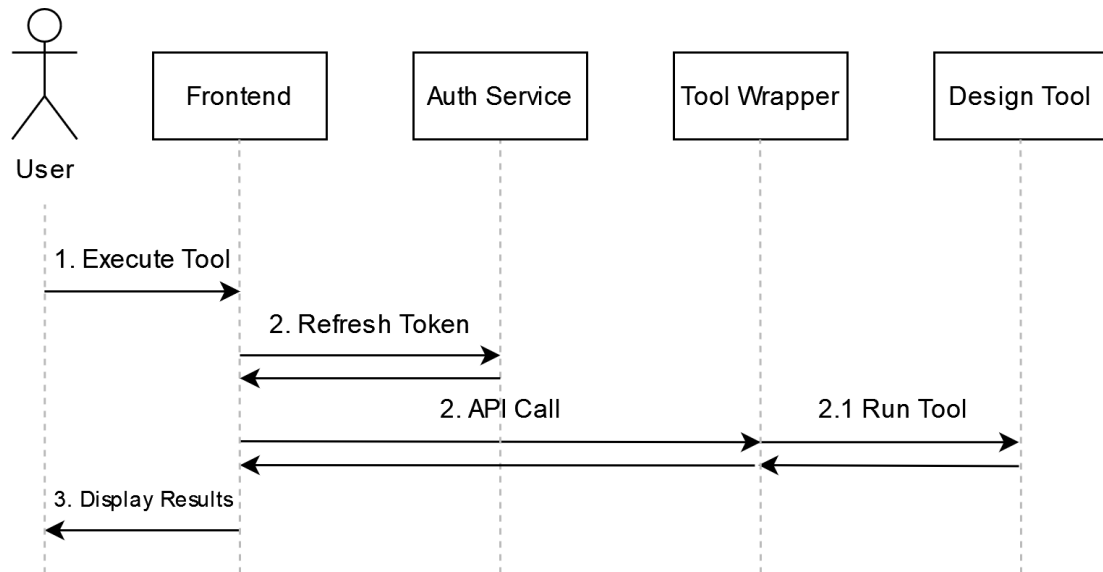 Frontend
Auth Service
Tool Wrapper
Design Tool
User
1. Execute Tool
2. Refresh Token
2. API Call
2.1 Run Tool
3. Display Results